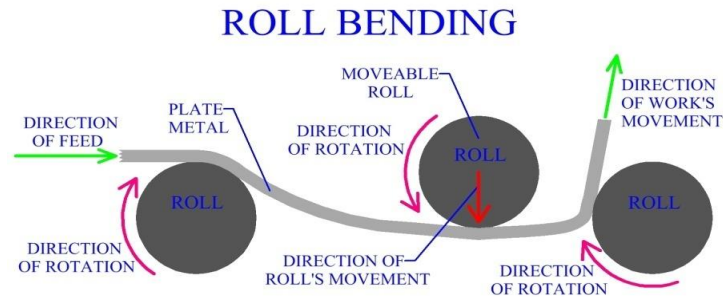 ROLL BENDING
MOVEABLE
ROLL
DIRECTION
OF WORK'S
MOVEMENT
PLATE
METAL
DIRECTION
OF FEED
DIRECTION
OF ROTATION
ROLL
ROLL
ROLL
DIRECTION
OF ROTATION
DIRECTION OF
ROLL'S MOVEMENT
DIRECTION
OF ROTATION